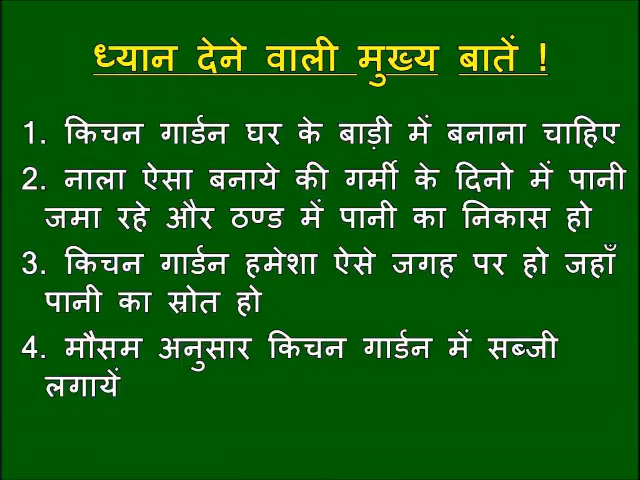 ध्यान देने वाली मुख्य बातें !
1. किचन गार्डन घर के बाड़ी में बनाना चाहिए
2. नाला ऐसा बनाये की गर्मी के दिनो में पानी
जमा रहे और ठण्ड में पानी का निकास हो
3. किचन गार्डन हमेशा ऐसे जगह पर हो जहाँ
पानी का स्रोत हो
4. मौसम अनुसार किचन गार्डन में सब्जी
लगायें